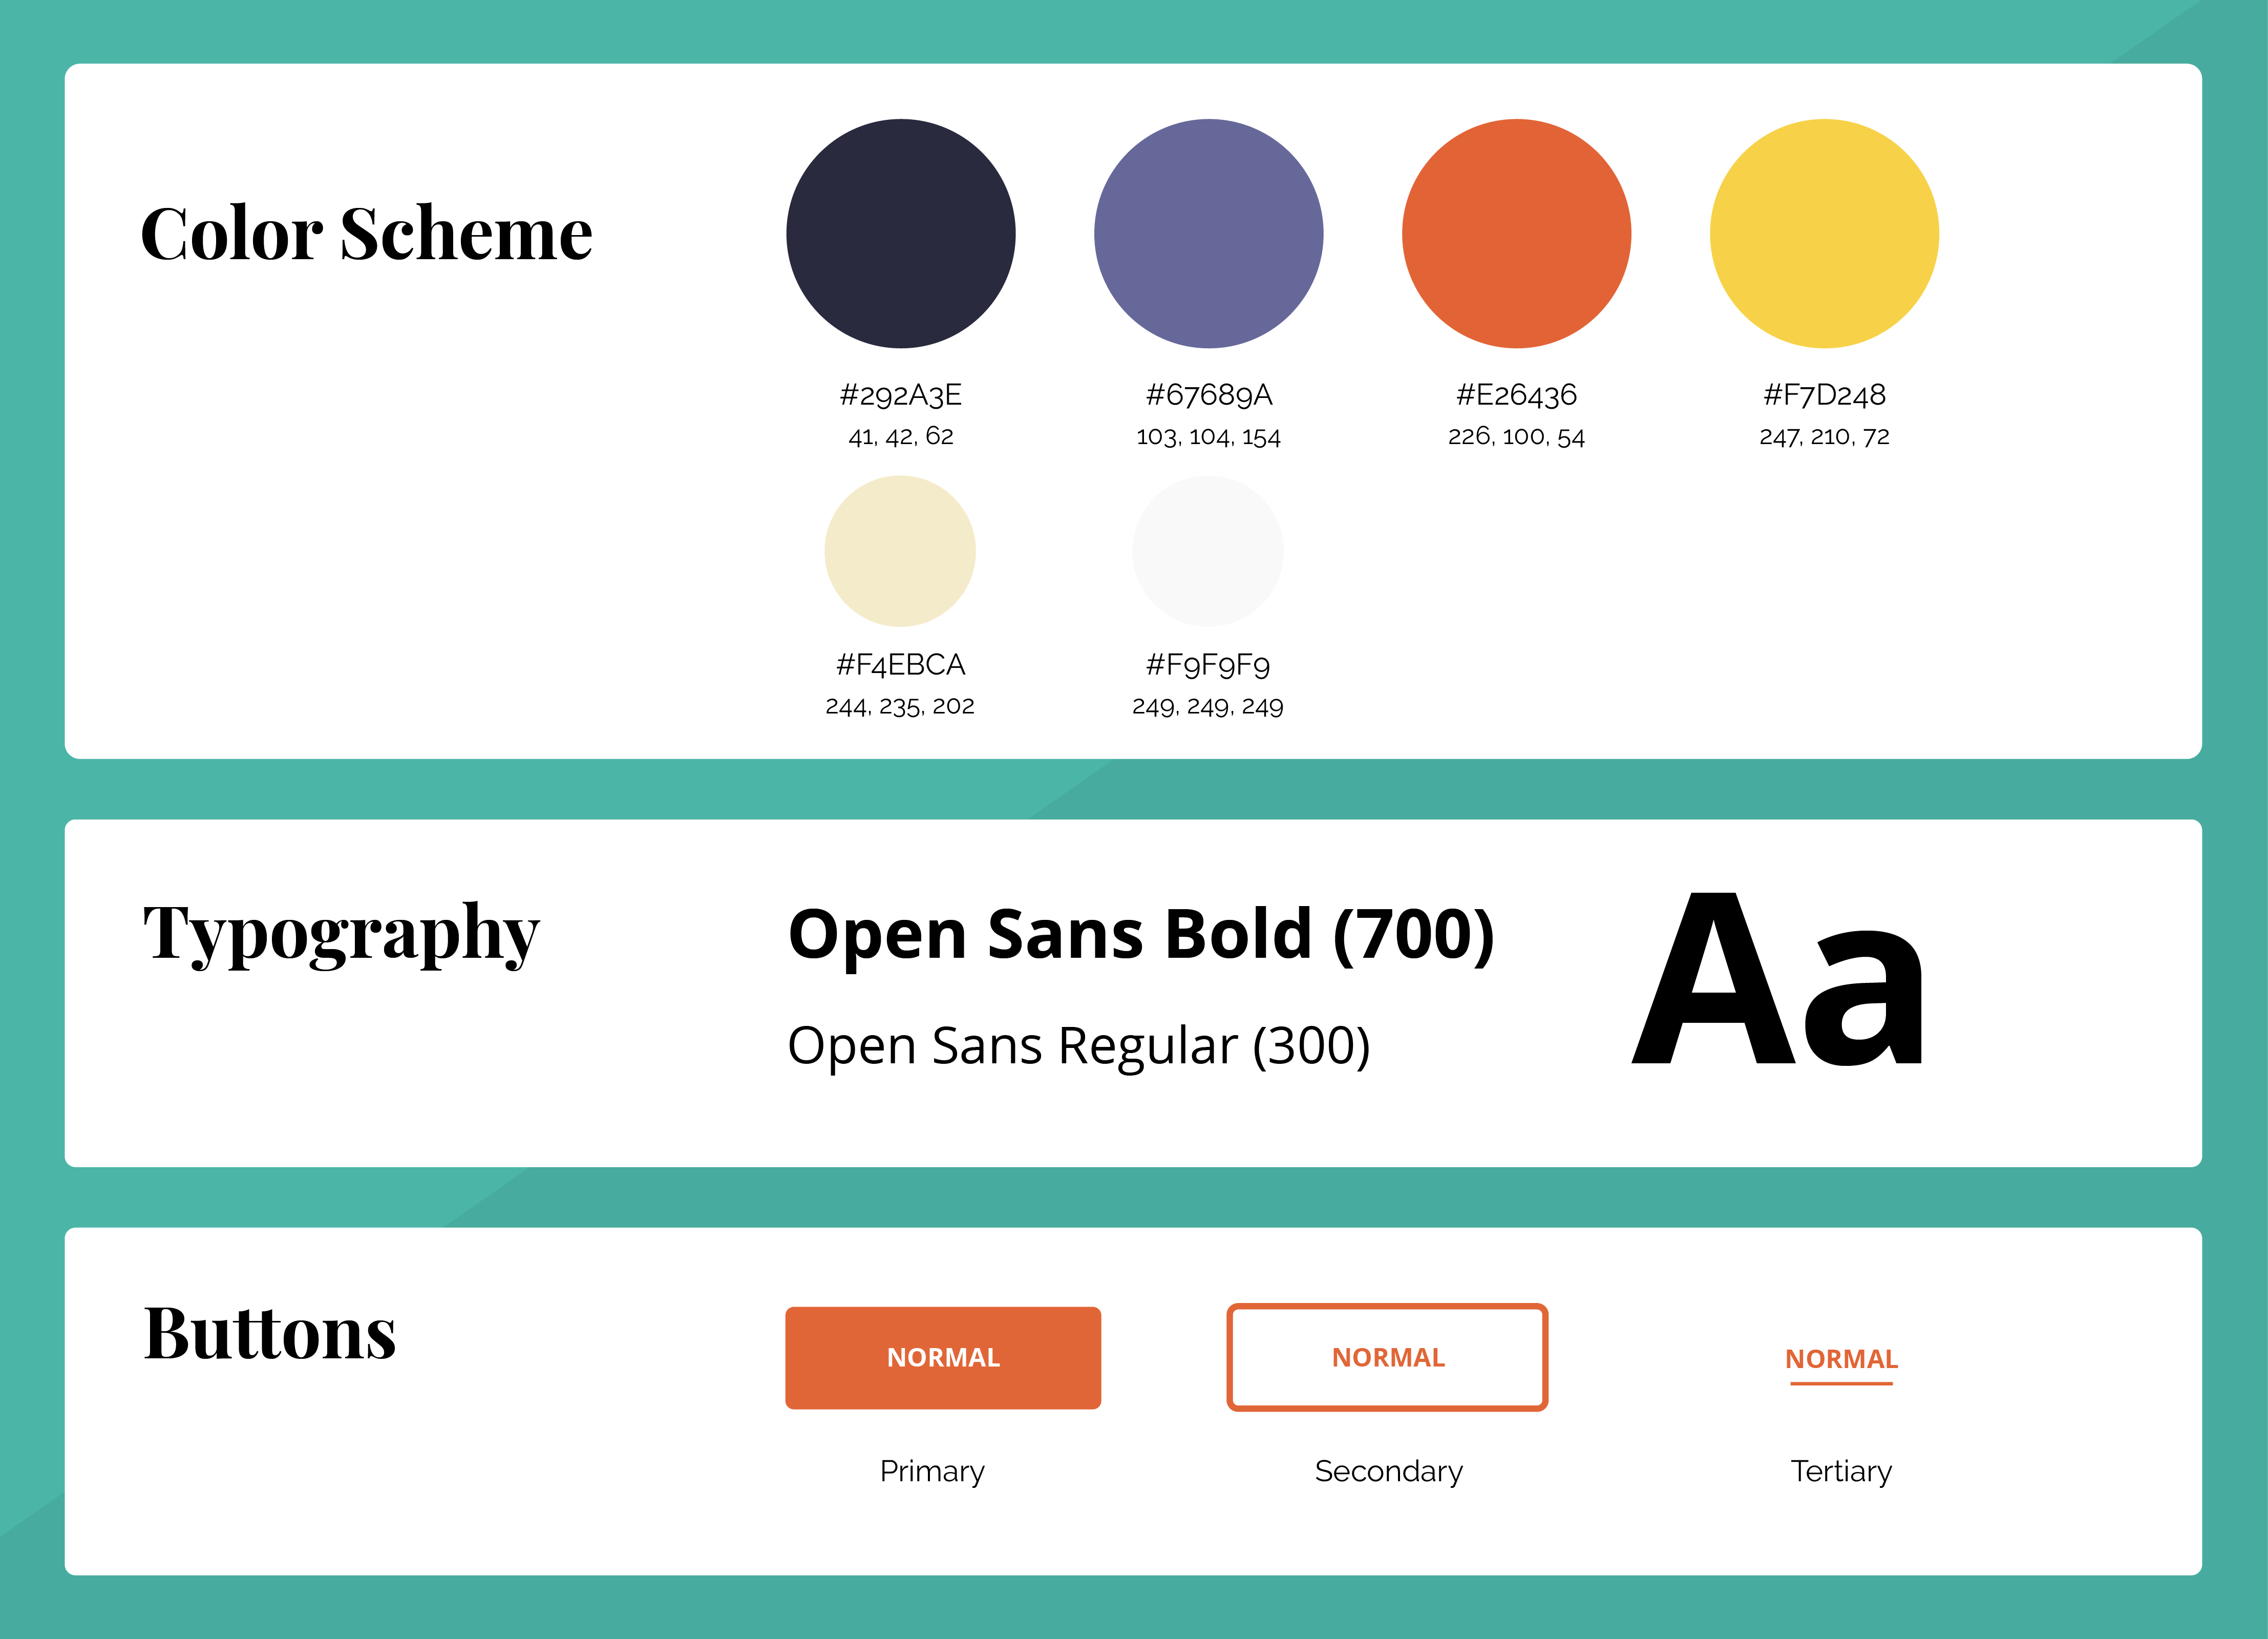 Color Scheme
#292A3E
41, 42, 62
#67689A
103, 104, 154
#E26436
226, 100, 54
#F7D248
247, 210, 72
#F4EBCA
244, 235, 202
#F9F9F9
249, 249, 249
Typography
Open Sans Bold (700)
Open Sans Regular (300)
Aa
Buttons
NORMAL
Primary
NORMAL
Secondary
NORMAL
Tertiary